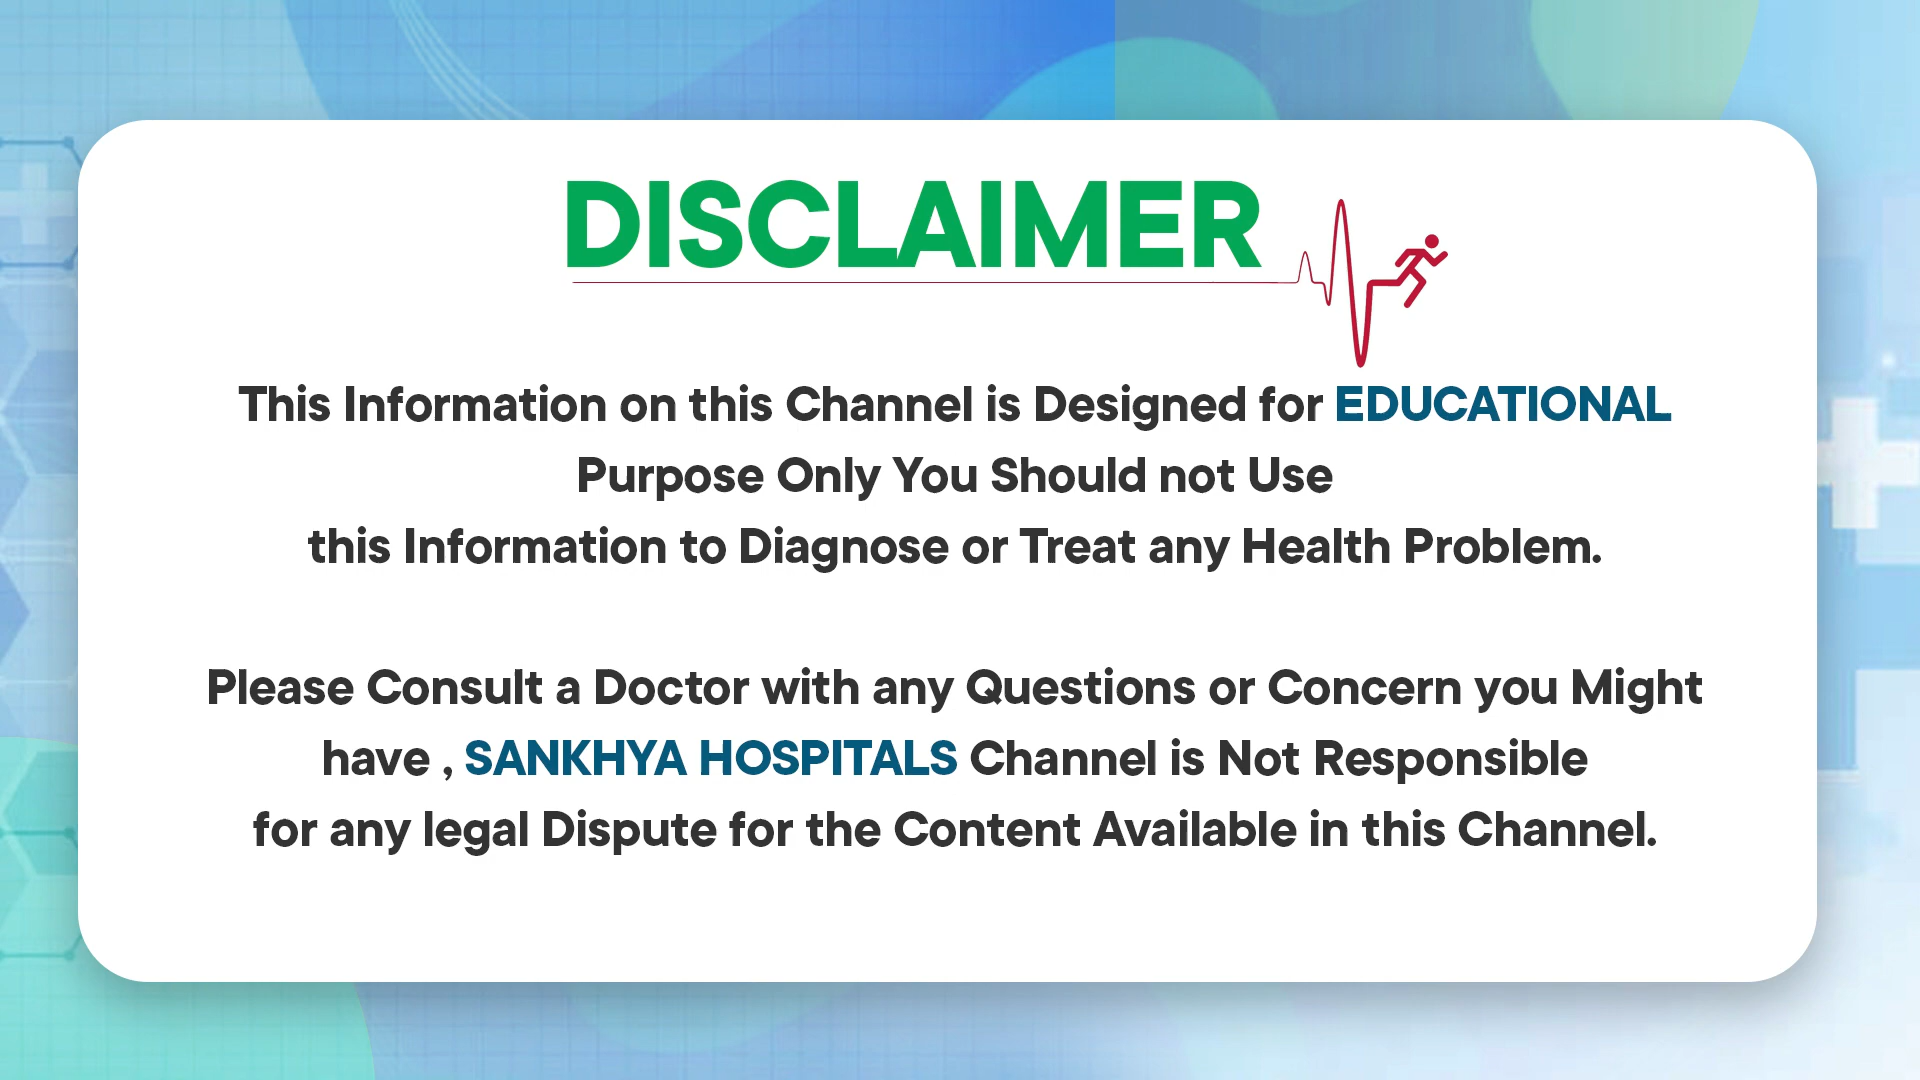 DISCLAIMER
This Information on this Channel is Designed for EDUCATIONAL
Purpose Only You Should not Use
this Information to Diagnose or Treat any Health Problem.
Please Consult a Doctor with any Questions or Concern you Might
have , SANKHYA HOSPITALS Channel is Not Responsible
for any legal Dispute for the Content Available in this Channel.